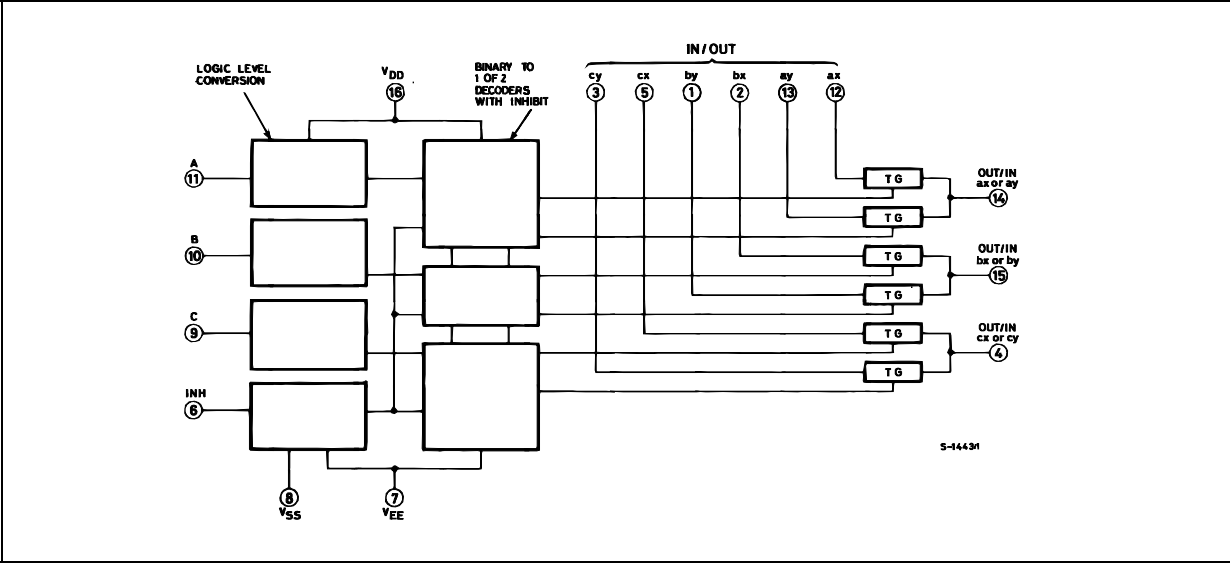 IN/OUT
LOGIC LEVEL
CONVERSION
VDD
16
BINARY TO
1 OF 2
DECODERS
WITH INHIBIT
cy cx by bx ay ax
3 5 1 2 13 12
A
11
TG
OUT/IN
ax or ay
14
TG
B
10
TG
OUT/IN
bx or by
15
TG
C
9
TG
OUT/IN
cx or cy
4
TG
INH
6
S-1443/1
8
VSS
7
VEE